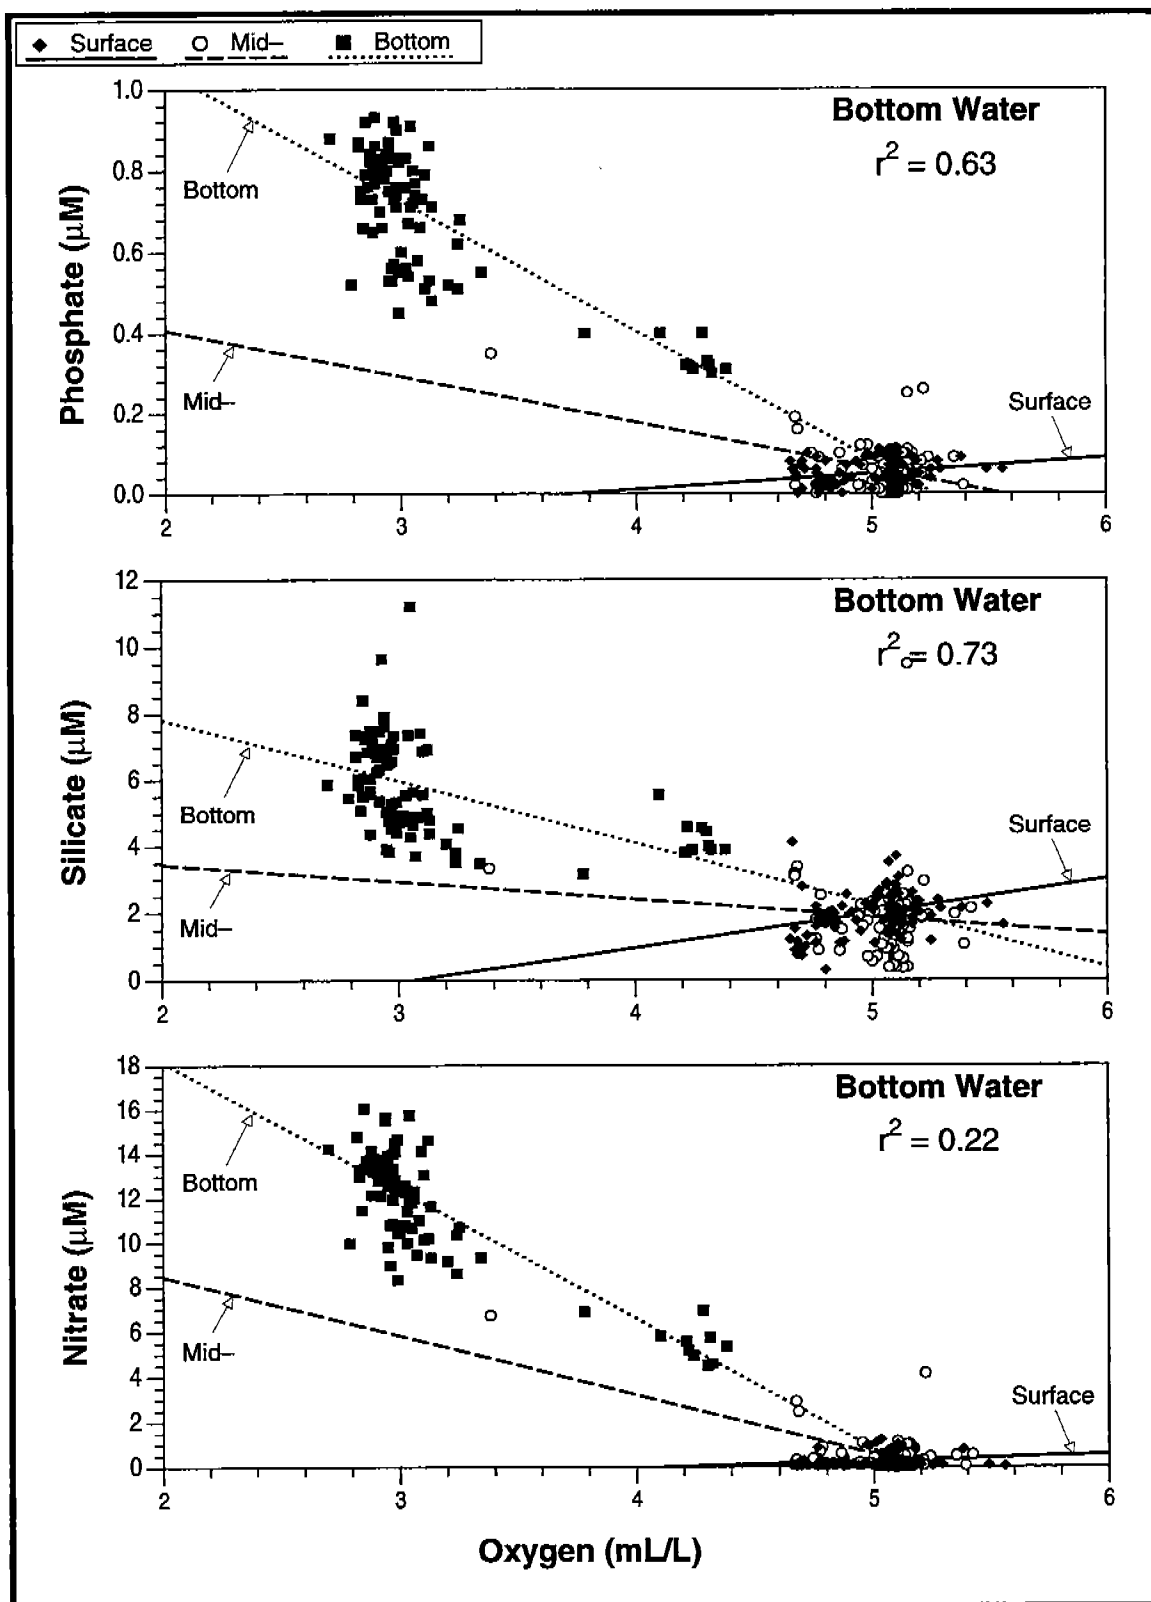 Surface Mid– Bottom
1.0
0.8
0.6
0.4
0.2
0.0
Phosphate (μM)
Bottom Water
r² = 0.63
Bottom
Mid–
Surface
2 3 4 5 6
12
10
8
6
4
2
0
Silicate (μM)
Bottom Water
r² = 0.73
Bottom
Surface
Mid–
2 3 4 5 6
18
16
14
12
10
8
6
4
2
0
Nitrate (μM)
Bottom Water
r² = 0.22
Bottom
Mid–
Surface
2 3 4 5 6
Oxygen (mL/L)